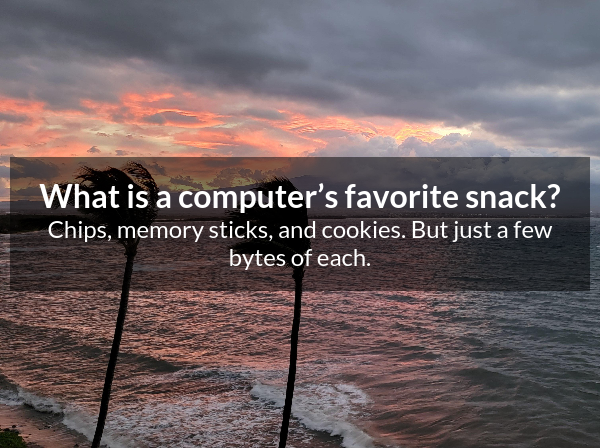 What is a computer’s favorite snack?
Chips, memory sticks, and cookies. But just a few
bytes of each.